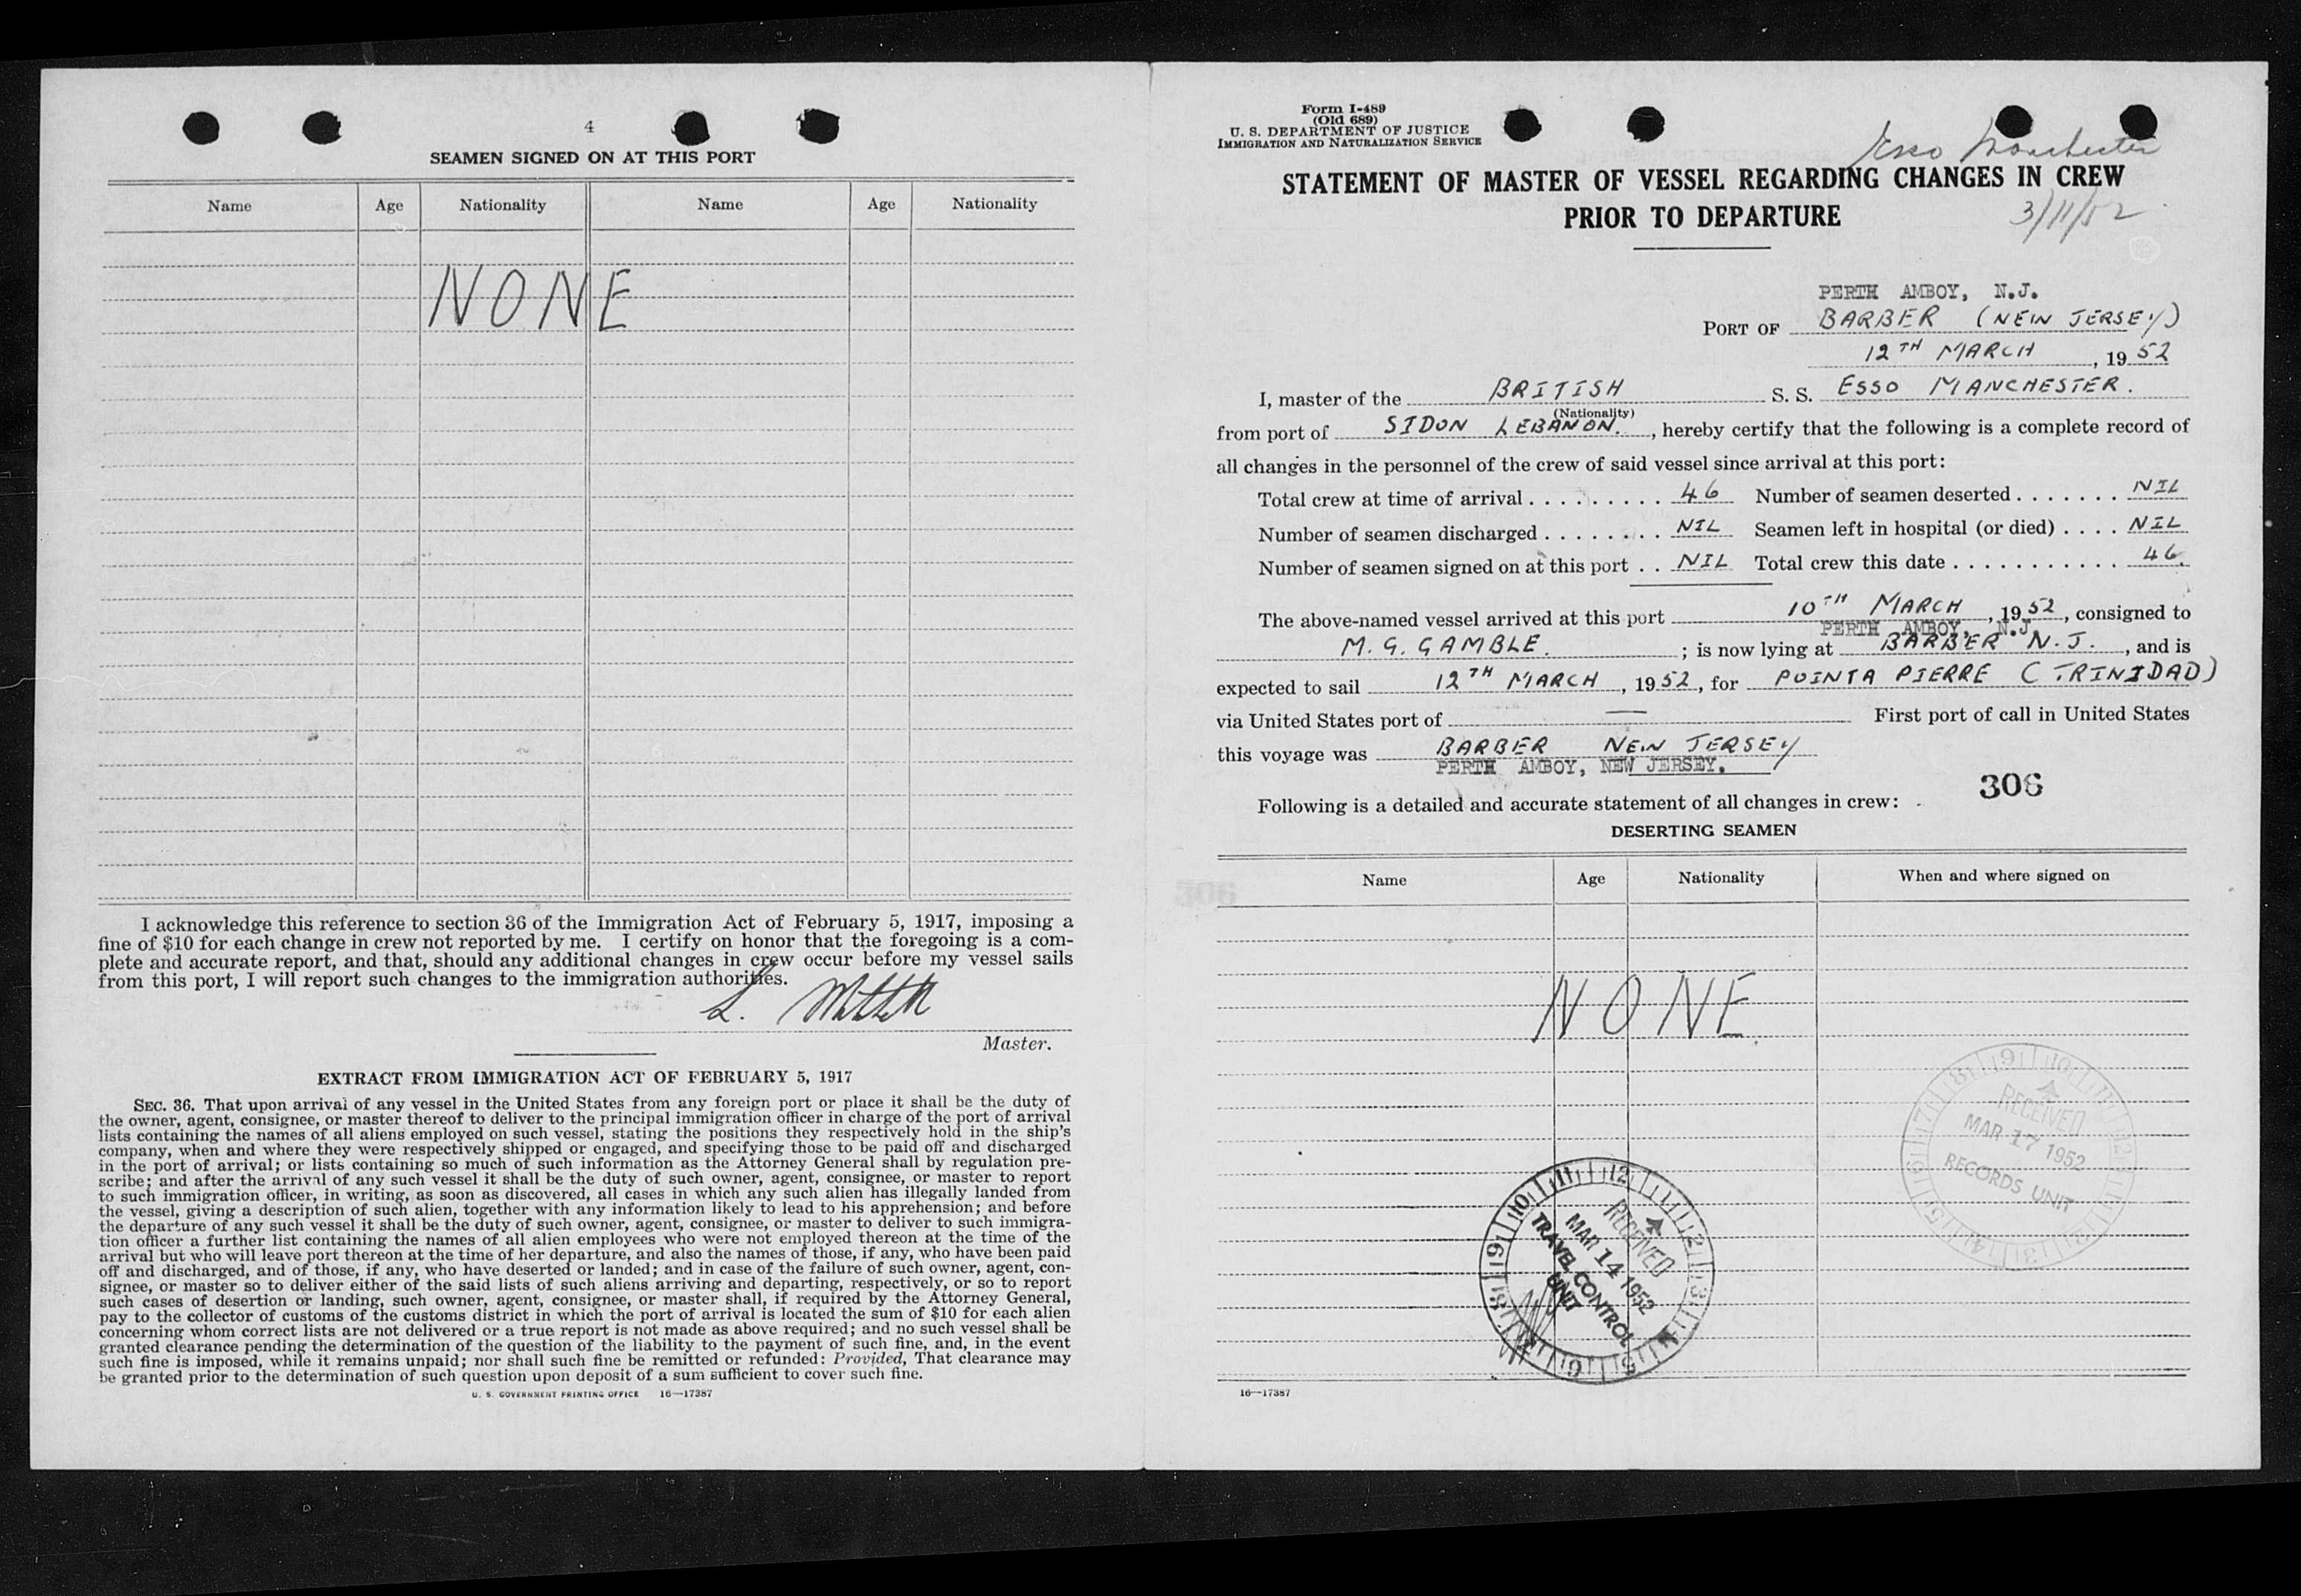 4
SEAMEN SIGNED ON AT THIS PORT
Name Age Nationality Name Age Nationality
NONE
I acknowledge this reference to section 36 of the Immigration Act of February 5, 1917, imposing a
fine of $10 for each change in crew not reported by me. I certify on honor that the foregoing is a com-
plete and accurate report, and that, should any additional changes in crew occur before my vessel sails
from this port, I will report such changes to the immigration authorities.
L.
Master.
EXTRACT FROM IMMIGRATION ACT OF FEBRUARY 5, 1917
SEC. 36. That upon arrival of any vessel in the United States from any foreign port or place it shall be the duty of
the owner, agent, consignee, or master thereof to deliver to the principal immigration officer in charge of the port of arrival
lists containing the names of all aliens employed on such vessel, stating the positions they respectively hold in the ship's
company, when and where they were respectively shipped or engaged, and specifying those to be paid off and discharged
in the port of arrival; or lists containing so much of such information as the Attorney General shall by regulation pre-
scribe; and after the arrival of any such vessel it shall be the duty of such owner, agent, consignee, or master to report
to such immigration officer, in writing, as soon as discovered, all cases in which any such alien has illegally landed from
the vessel, giving a description of such alien, together with any information likely to lead to his apprehension; and before
the departure of any such vessel it shall be the duty of such owner, agent, consignee, or master to deliver to such immigra-
tion officer a further list containing the names of all alien employees who were not employed thereon at the time of the
arrival but who will leave port thereon at the time of her departure, and also the names of those, if any, who have been paid
off and discharged, and of those, if any, who have deserted or landed; and in case of the failure of such owner, agent, con-
signee, or master so to deliver either of the said lists of such aliens arriving and departing, respectively, or so to report
such cases of desertion or landing, such owner, agent, consignee, or master shall, if required by the Attorney General,
pay to the collector of customs of the customs district in which the port of arrival is located the sum of $10 for each alien
concerning whom correct lists are not delivered or a true report is not made as above required; and no such vessel shall be
granted clearance pending the determination of the question of the liability to the payment of such fine, and, in the event
such fine is imposed, while it remains unpaid; nor shall such fine be remitted or refunded: Provided, That clearance may
be granted prior to the determination of such question upon deposit of a sum sufficient to cover such fine.
U. S. GOVERNMENT PRINTING OFFICE 16—17387
Form I-489
(Old 689)
U. S. DEPARTMENT OF JUSTICE
IMMIGRATION AND NATURALIZATION SERVICE
Esso Manchester
STATEMENT OF MASTER OF VESSEL REGARDING CHANGES IN CREW
PRIOR TO DEPARTURE
3/11/52
PERTH AMBOY, N.J.
PORT OF BARBER (NEW JERSEY)
12TH MARCH, 1952
I, master of the BRITISH S. S. ESSO MANCHESTER.
(Nationality)
from port of SIDON LEBANON., hereby certify that the following is a complete record of
all changes in the personnel of the crew of said vessel since arrival at this port:
Total crew at time of arrival . . . . . . . . . 46 Number of seamen deserted . . . . . . . NIL
Number of seamen discharged . . . . . . . . NIL Seamen left in hospital (or died) . . . . NIL
Number of seamen signed on at this port . . NIL Total crew this date . . . . . . . . . . . 46.
The above-named vessel arrived at this port 10TH MARCH, 1952, consigned to
PERTH AMBOY, N.J.
M. G. GAMBLE.; is now lying at BARBER N. J., and is
expected to sail 12TH MARCH, 1952, for POINTA PIERRE (TRINIDAD)
via United States port of — First port of call in United States
this voyage was BARBER NEW JERSEY
PERTH AMBOY, NEW JERSEY.
306
Following is a detailed and accurate statement of all changes in crew:
DESERTING SEAMEN
Name Age Nationality When and where signed on
NONE
RECEIVED
MAR 17 1952
RECORDS UNIT
RECEIVED
MAR 14 1952
TRAVEL CONTROL
UNIT
16—17387